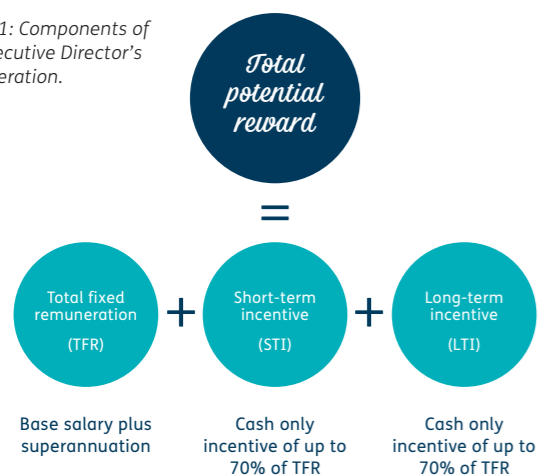 1: Components of
ecutive Director's
eration.
Total
potential
reward
=
Total fixed
remuneration
(TFR)
+
Short-term
incentive
(STI)
+
Long-term
incentive
(LTI)
Base salary plus
superannuation
Cash only
incentive of up to
70% of TFR
Cash only
incentive of up to
70% of TFR